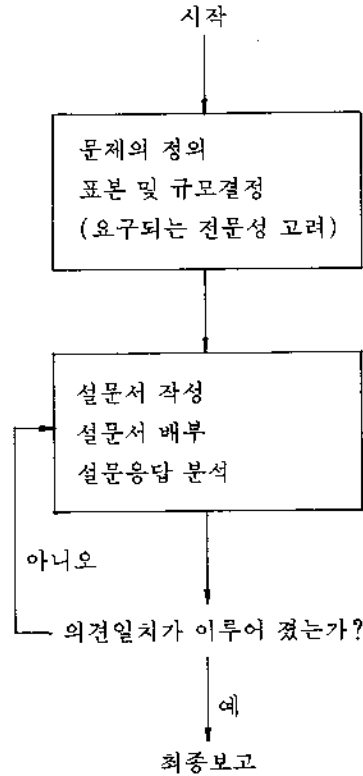 시작
문제의 정의
표본 및 규모결정
(요구되는 전문성 고려)
설문서 작성
설문서 배부
설문응답 분석
아니오
의견일치가 이루어 졌는가?
예
최종보고